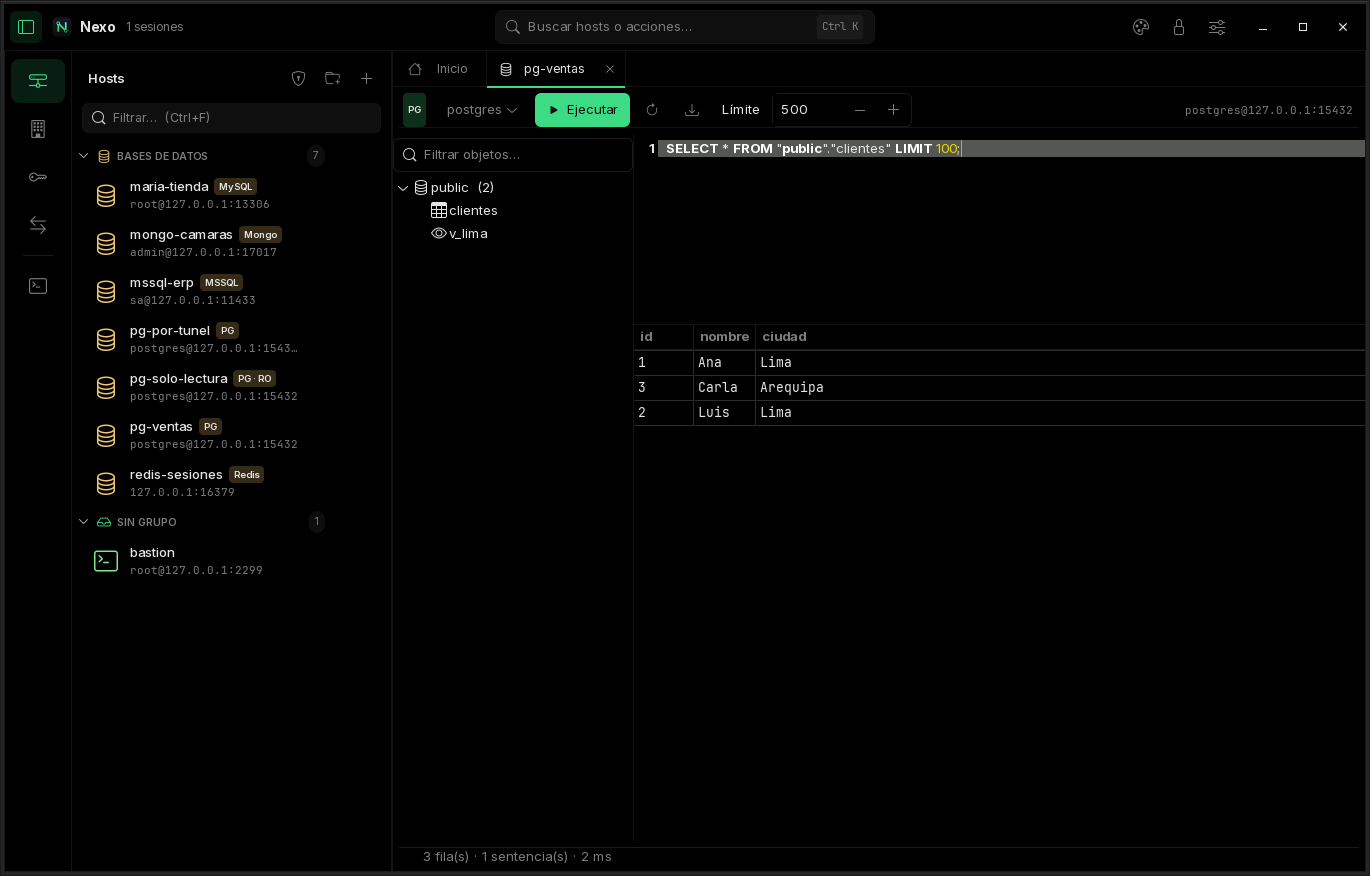 Nexo 1 sesiones
Buscar hosts o acciones... Ctrl K
Hosts
Filtrar... (Ctrl+F)
BASES DE DATOS 7
maria-tienda MySQL
root@127.0.0.1:13306
mongo-camaras Mongo
admin@127.0.0.1:17017
mssql-erp MSSQL
sa@127.0.0.1:11433
pg-por-tunel PG
postgres@127.0.0.1:1543…
pg-solo-lectura PG · RO
postgres@127.0.0.1:15432
pg-ventas PG
postgres@127.0.0.1:15432
redis-sesiones Redis
127.0.0.1:16379
SIN GRUPO 1
bastion
root@127.0.0.1:2299
Inicio pg-ventas
PG postgres Ejecutar Límite 500 postgres@127.0.0.1:15432
Filtrar objetos...
public (2)
clientes
v_lima
1 SELECT * FROM "public"."clientes" LIMIT 100;
id nombre ciudad
1 Ana Lima
3 Carla Arequipa
2 Luis Lima
3 fila(s) · 1 sentencia(s) · 2 ms